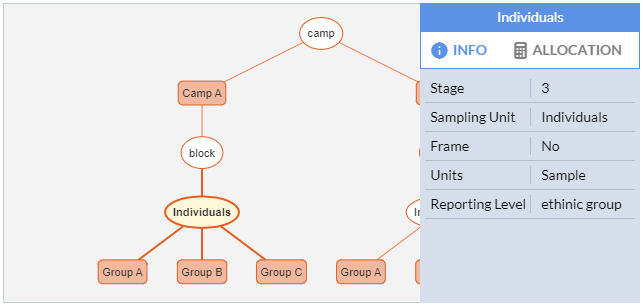 camp
Camp A
block
Individuals
Group A
Group B
Group C
Group A
Individuals
INFO
ALLOCATION
Stage 3
Sampling Unit Individuals
Frame No
Units Sample
Reporting Level ethinic group